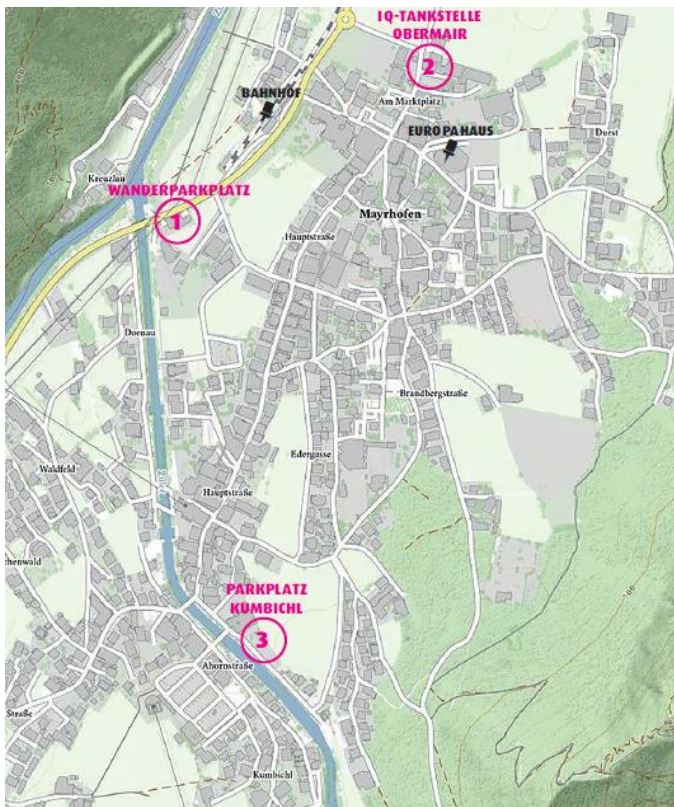 IQ-TANKSTELLE
OBERMAIR
2
BAHNHOF
Am Marktplatz
EUROPAHAUS
Durst
Kreuzlau
WANDERPARKPLATZ
1
Mayrhofen
Hauptstraße
Dornau
Brandbergstraße
Edergasse
Waldfeld
Hauptstraße
chenwald
PARKPLATZ
KUMBICHL
3
Ahornstraße
Straße
Kumbichl